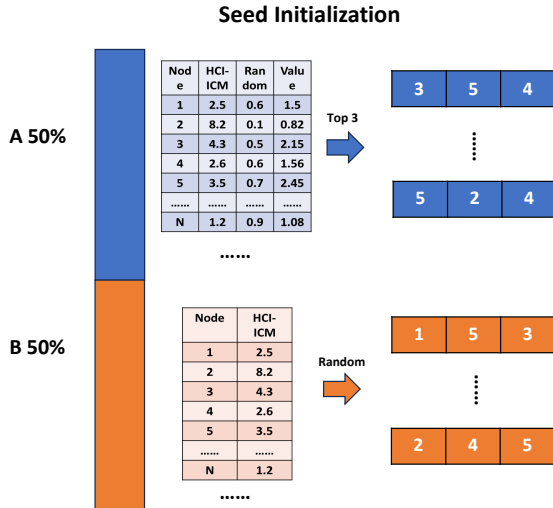 Seed Initialization
A 50%
Nod e HCI- ICM Ran dom Valu e
1 2.5 0.6 1.5
2 8.2 0.1 0.82
3 4.3 0.5 2.15
4 2.6 0.6 1.56
5 3.5 0.7 2.45
...... ...... ...... ......
N 1.2 0.9 1.08
......
Top 3
3 5 4
......
5 2 4
B 50%
Node HCI- ICM
1 2.5
2 8.2
3 4.3
4 2.6
5 3.5
...... ......
N 1.2
......
Random
1 5 3
......
2 4 5